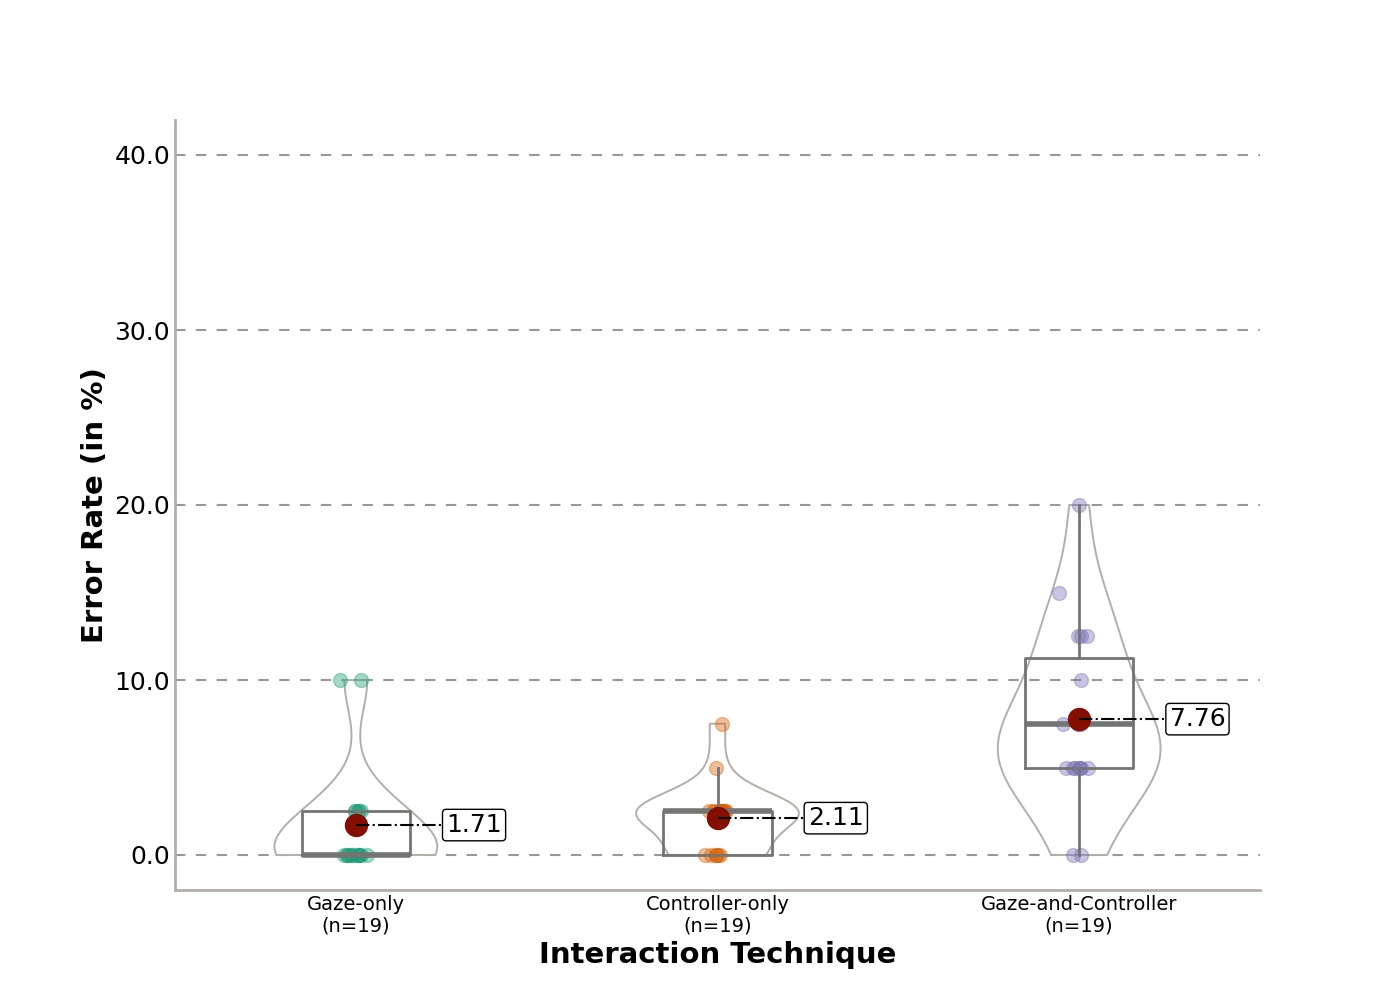 40.0
30.0
20.0
10.0
0.0
Error Rate (in %)
1.71
2.11
7.76
Gaze-only
(n=19)
Controller-only
(n=19)
Gaze-and-Controller
(n=19)
Interaction Technique